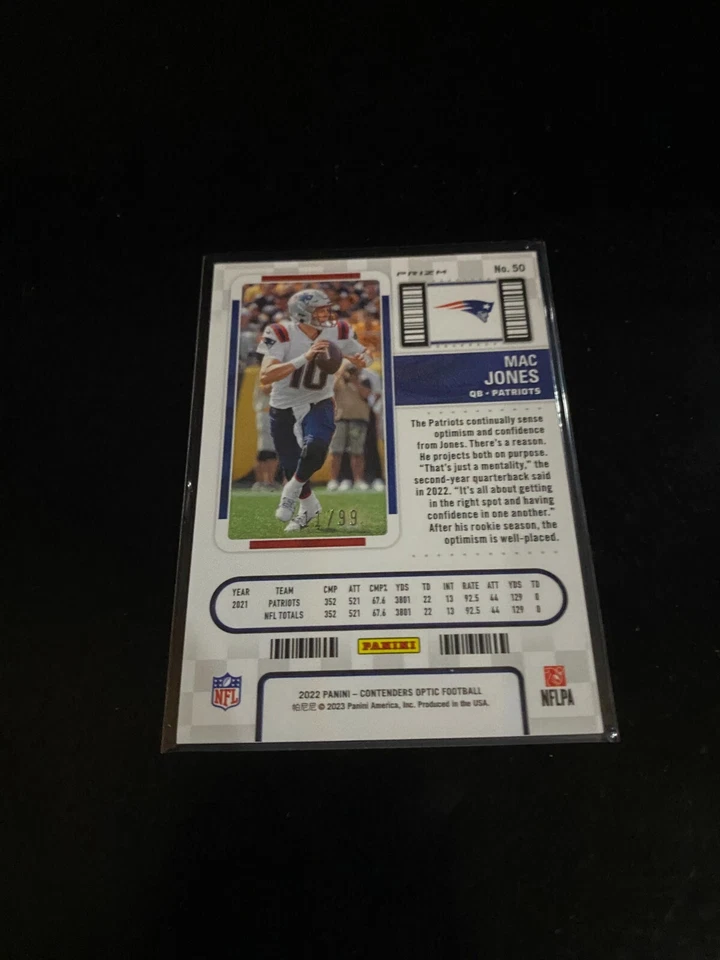 PRIZM
No. 50
MAC
JONES
QB • PATRIOTS
10
The Patriots continually sense
optimism and confidence
from Jones. There's a reason.
He projects both on purpose.
"That's just a mentality," the
second-year quarterback said
in 2022. "It's all about getting
in the right spot and having
confidence in one another."
After his rookie season, the
optimism is well-placed.
11/99
YEAR TEAM CMP ATT CMP% YDS TD INT RATE ATT YDS TD
2021 PATRIOTS 352 521 67.6 3801 22 13 92.5 44 129 0
NFL TOTALS 352 521 67.6 3801 22 13 92.5 44 129 0
PANINI
NFL
2022 PANINI – CONTENDERS OPTIC FOOTBALL
帕尼尼 © 2023 Panini America, Inc. Produced in the USA.
NFLPA